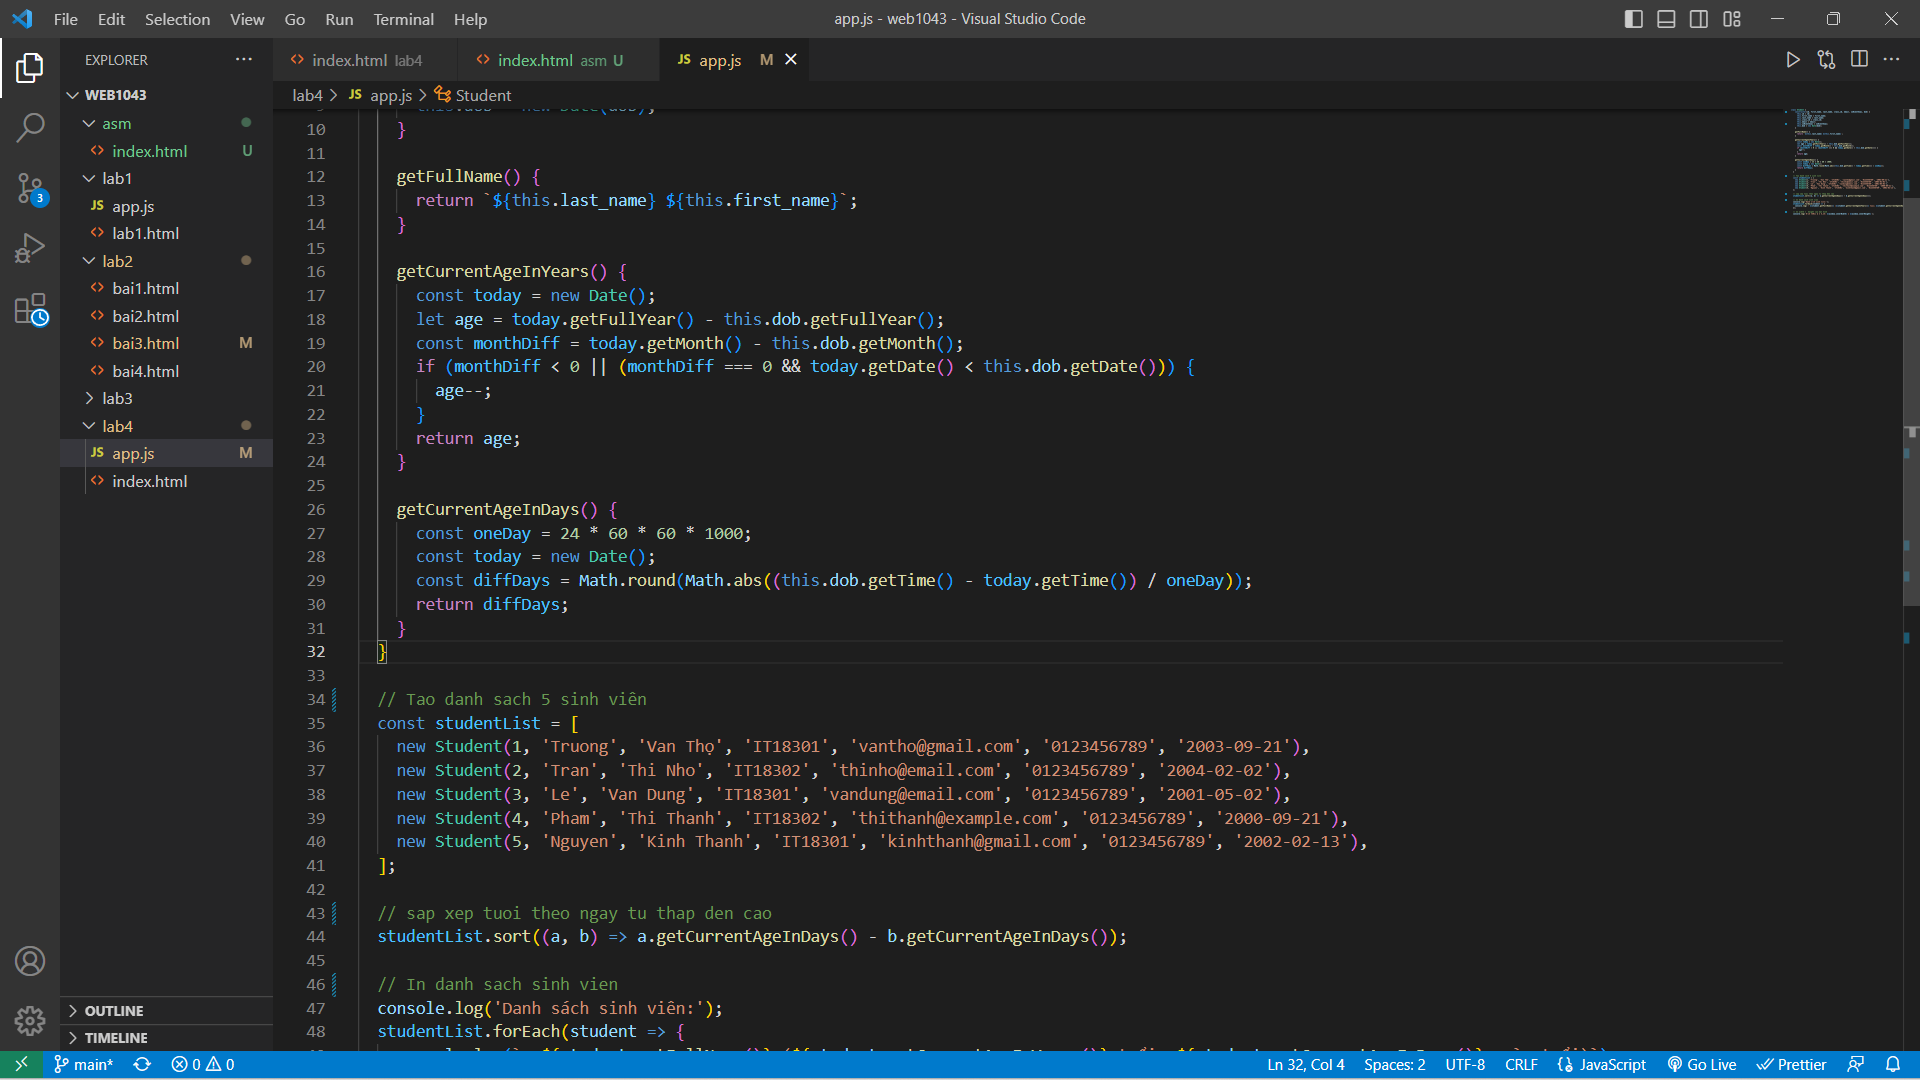 File Edit Selection View Go Run Terminal Help
app.js - web1043 - Visual Studio Code
EXPLORER
index.html lab4
index.html asm U
JS app.js M
WEB1043
lab4 > JS app.js > Student
asm
index.html U
lab1
JS app.js
lab1.html
lab2
bai1.html
bai2.html
bai3.html M
bai4.html
lab3
lab4
JS app.js M
index.html
OUTLINE
TIMELINE
3
10 }
11
12 getFullName() {
13 return `${this.last_name} ${this.first_name}`;
14 }
15
16 getCurrentAgeInYears() {
17 const today = new Date();
18 let age = today.getFullYear() - this.dob.getFullYear();
19 const monthDiff = today.getMonth() - this.dob.getMonth();
20 if (monthDiff < 0 || (monthDiff === 0 && today.getDate() < this.dob.getDate())) {
21 age--;
22 }
23 return age;
24 }
25
26 getCurrentAgeInDays() {
27 const oneDay = 24 * 60 * 60 * 1000;
28 const today = new Date();
29 const diffDays = Math.round(Math.abs((this.dob.getTime() - today.getTime()) / oneDay));
30 return diffDays;
31 }
32 }
33
34 // Tao danh sach 5 sinh viên
35 const studentList = [
36 new Student(1, 'Truong', 'Van Thọ', 'IT18301', 'vantho@gmail.com', '0123456789', '2003-09-21'),
37 new Student(2, 'Tran', 'Thi Nho', 'IT18302', 'thinho@email.com', '0123456789', '2004-02-02'),
38 new Student(3, 'Le', 'Van Dung', 'IT18301', 'vandung@email.com', '0123456789', '2001-05-02'),
39 new Student(4, 'Pham', 'Thi Thanh', 'IT18302', 'thithanh@example.com', '0123456789', '2000-09-21'),
40 new Student(5, 'Nguyen', 'Kinh Thanh', 'IT18301', 'kinhthanh@gmail.com', '0123456789', '2002-02-13'),
41 ];
42
43 // sap xep tuoi theo ngay tu thap den cao
44 studentList.sort((a, b) => a.getCurrentAgeInDays() - b.getCurrentAgeInDays());
45
46 // In danh sach sinh vien
47 console.log('Danh sách sinh viên:');
48 studentList.forEach(student => {
main* 0 0 Ln 32, Col 4 Spaces: 2 UTF-8 CRLF {} JavaScript Go Live Prettier